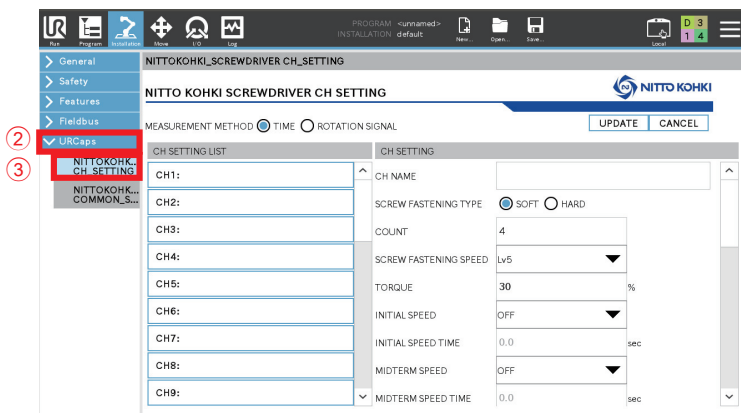 PROGRAM <unnamed>
INSTALLATION default
D 3
1 4
Run Program Installation Move I/O Log New... Open... Save... Local
General
NITTOKOHKI_SCREWDRIVER CH_SETTING
Safety
Features
NITTO KOHKI SCREWDRIVER CH SETTING
NITTO KOHKI
Fieldbus
MEASUREMENT METHOD TIME ROTATION SIGNAL
UPDATE CANCEL
② URCaps
CH SETTING LIST CH SETTING
③ NITTOKOHK...
CH SETTING
NITTOKOHK...
COMMON_S...
CH1:
CH2:
CH3:
CH4:
CH5:
CH6:
CH7:
CH8:
CH9:
CH NAME
SCREW FASTENING TYPE SOFT HARD
COUNT 4
SCREW FASTENING SPEED Lv5
TORQUE 30 %
INITIAL SPEED OFF
INITIAL SPEED TIME 0.0 sec
MIDTERM SPEED OFF
MIDTERM SPEED TIME 0.0 sec